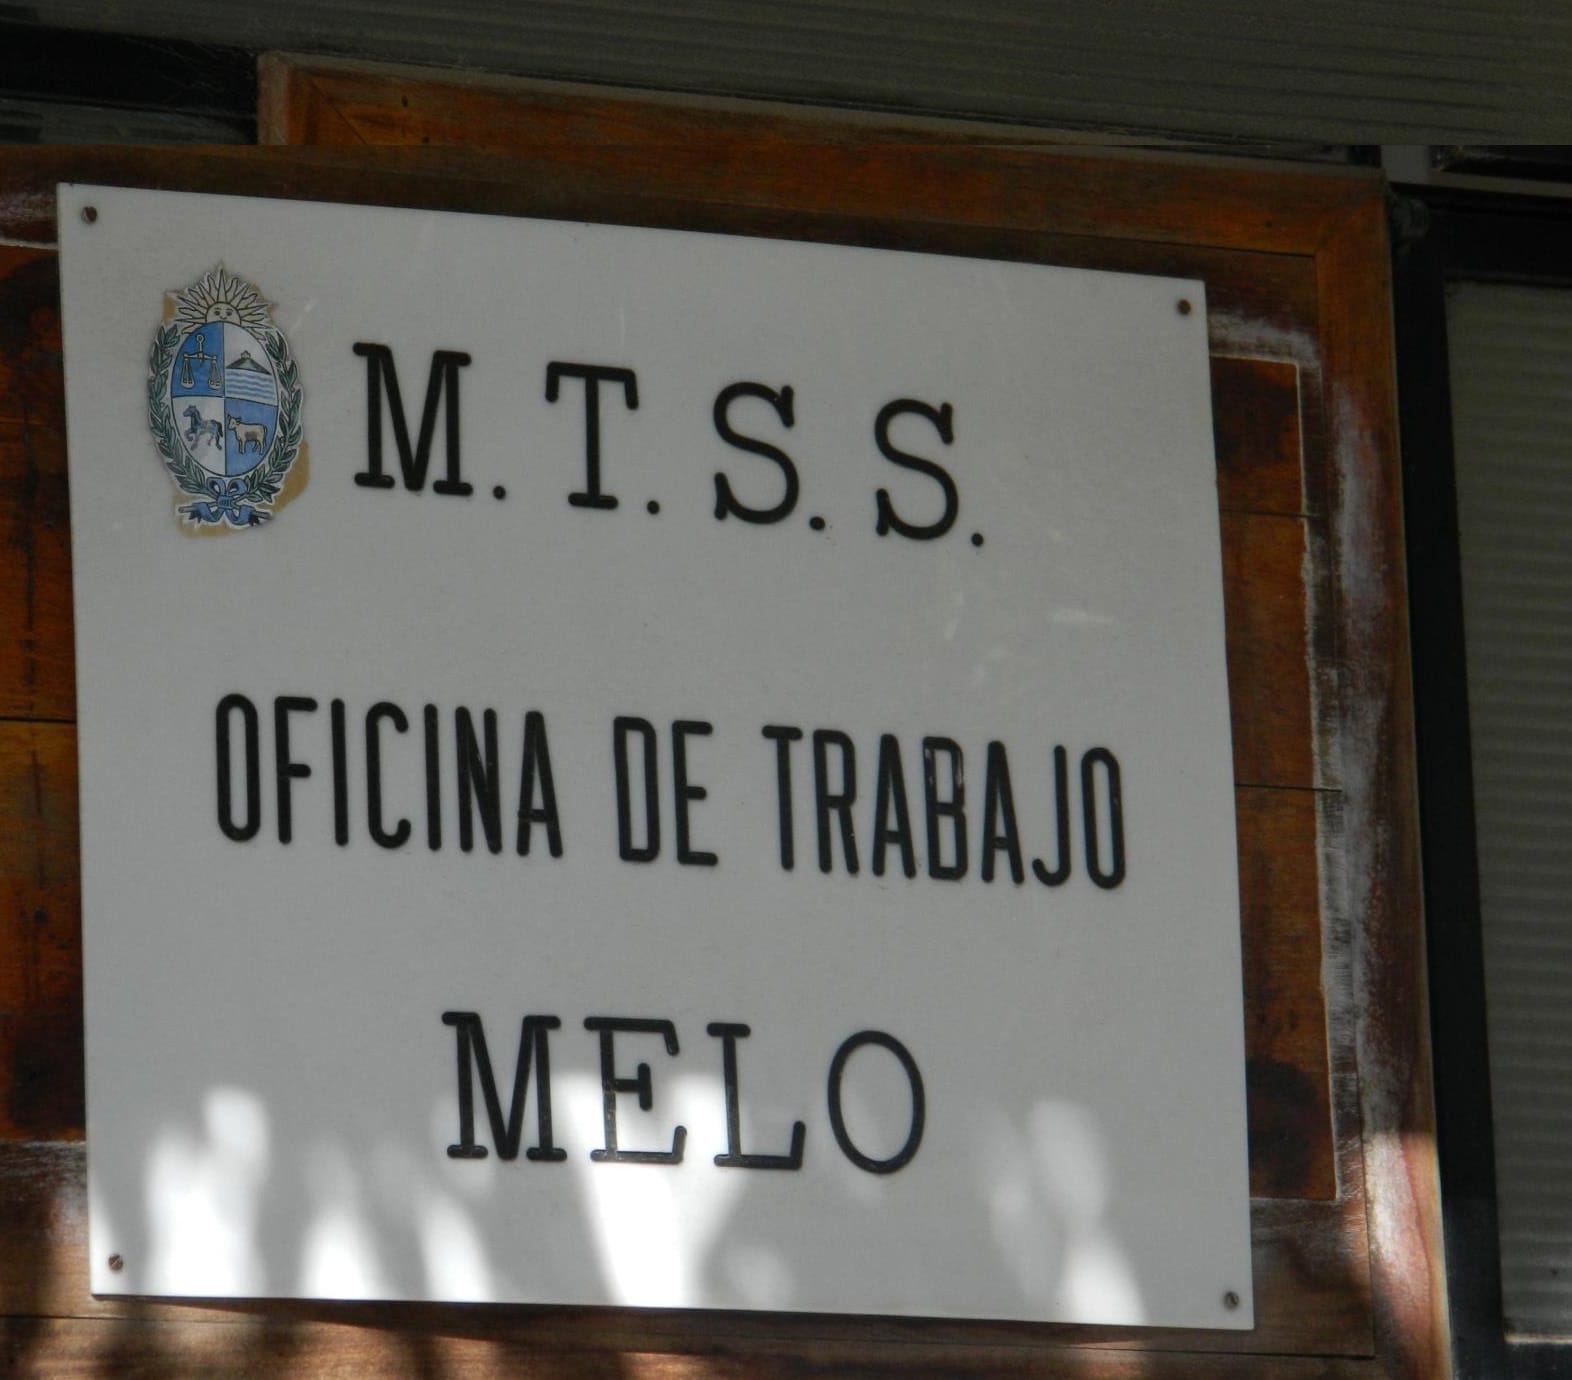 M.T.S.S.
OFICINA DE TRABAJO
MELO